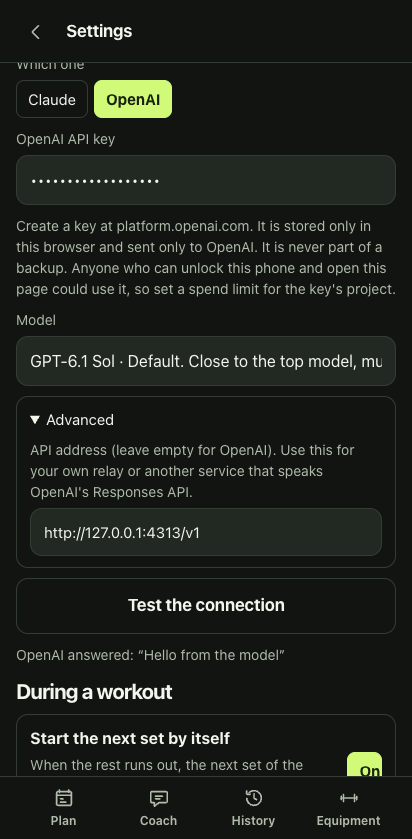 Settings
Which one
Claude
OpenAI
OpenAI API key
••••••••••••••••••
Create a key at platform.openai.com. It is stored only in
this browser and sent only to OpenAI. It is never part of a
backup. Anyone who can unlock this phone and open this
page could use it, so set a spend limit for the key's project.
Model
GPT-6.1 Sol · Default. Close to the top model, mu
▼ Advanced
API address (leave empty for OpenAI). Use this for
your own relay or another service that speaks
OpenAI's Responses API.
http://127.0.0.1:4313/v1
Test the connection
OpenAI answered: “Hello from the model”
During a workout
Start the next set by itself
When the rest runs out, the next set of the
On
Plan
Coach
History
Equipment